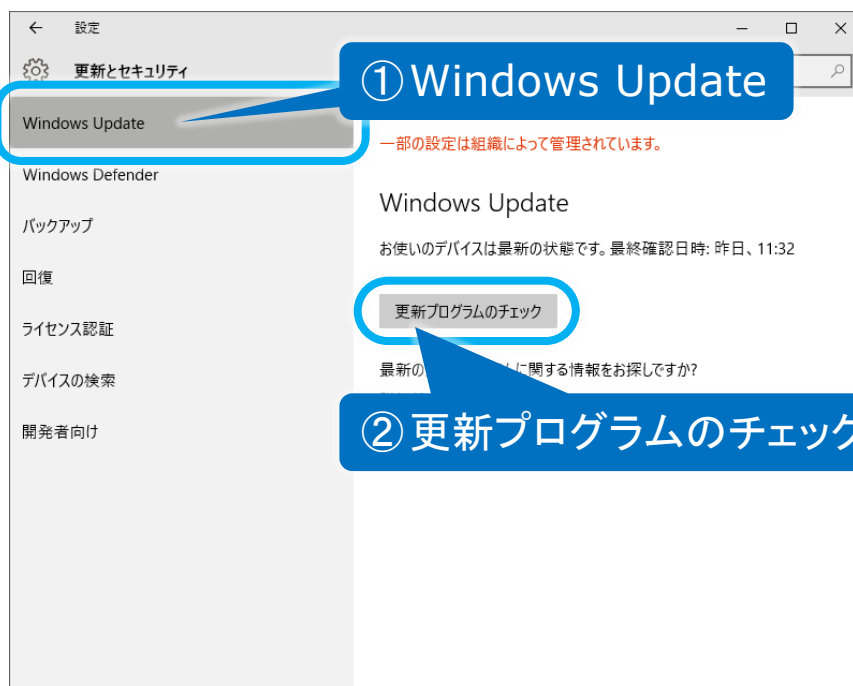 設定
更新とセキュリティ
①Windows Update
Windows Update
Windows Defender
バックアップ
回復
ライセンス認証
デバイスの検索
開発者向け
一部の設定は組織によって管理されています。
Windows Update
お使いのデバイスは最新の状態です。最終確認日時: 昨日、11:32
更新プログラムのチェック
最新の
に関する情報をお探しですか?
②更新プログラムのチェック